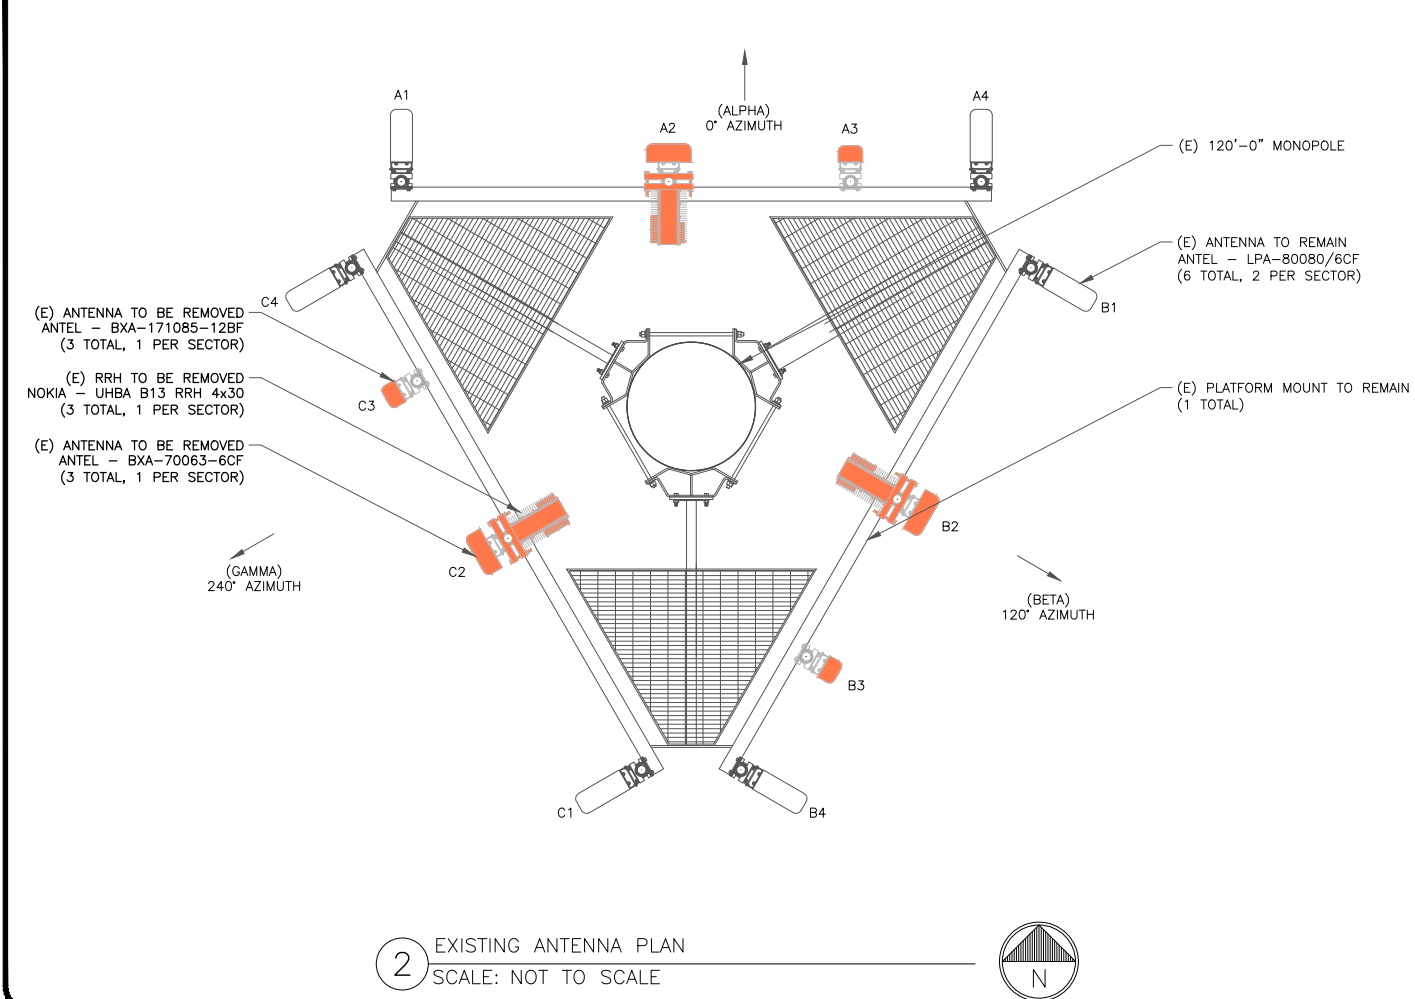 A1
A2
(ALPHA)
0° AZIMUTH
A3
A4
(E) 120'-0" MONOPOLE
(E) ANTENNA TO REMAIN
ANTEL - LPA-80080/6CF
(6 TOTAL, 2 PER SECTOR)
C4
B1
(E) ANTENNA TO BE REMOVED
ANTEL - BXA-171085-12BF
(3 TOTAL, 1 PER SECTOR)
(E) RRH TO BE REMOVED
NOKIA - UHBA B13 RRH 4x30
(3 TOTAL, 1 PER SECTOR)
C3
(E) PLATFORM MOUNT TO REMAIN
(1 TOTAL)
(E) ANTENNA TO BE REMOVED
ANTEL - BXA-70063-6CF
(3 TOTAL, 1 PER SECTOR)
B2
C2
(GAMMA)
240° AZIMUTH
(BETA)
120° AZIMUTH
B3
C1
B4
2
EXISTING ANTENNA PLAN
SCALE: NOT TO SCALE
N